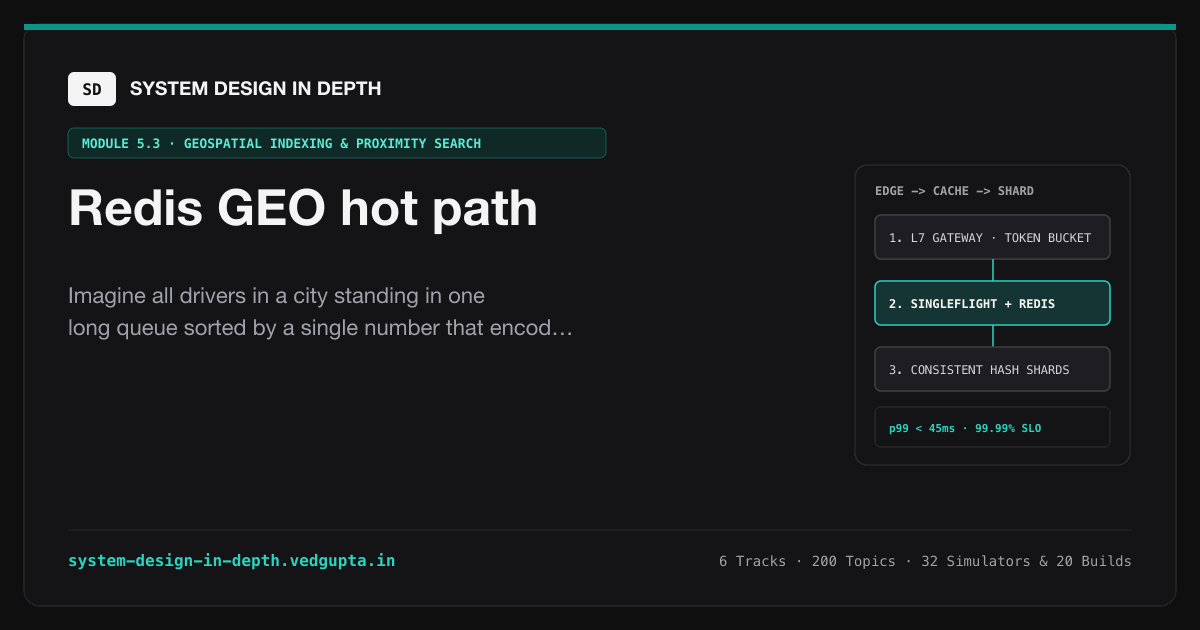 SD
SYSTEM DESIGN IN DEPTH
MODULE 5.3 · GEOSPATIAL INDEXING & PROXIMITY SEARCH
Redis GEO hot path
Imagine all drivers in a city standing in one
long queue sorted by a single number that encod…
EDGE —> CACHE —> SHARD
1. L7 GATEWAY · TOKEN BUCKET
2. SINGLEFLIGHT + REDIS
3. CONSISTENT HASH SHARDS
p99 < 45ms · 99.99% SLO
system-design-in-depth.vedgupta.in
6 Tracks · 200 Topics · 32 Simulators & 20 Builds